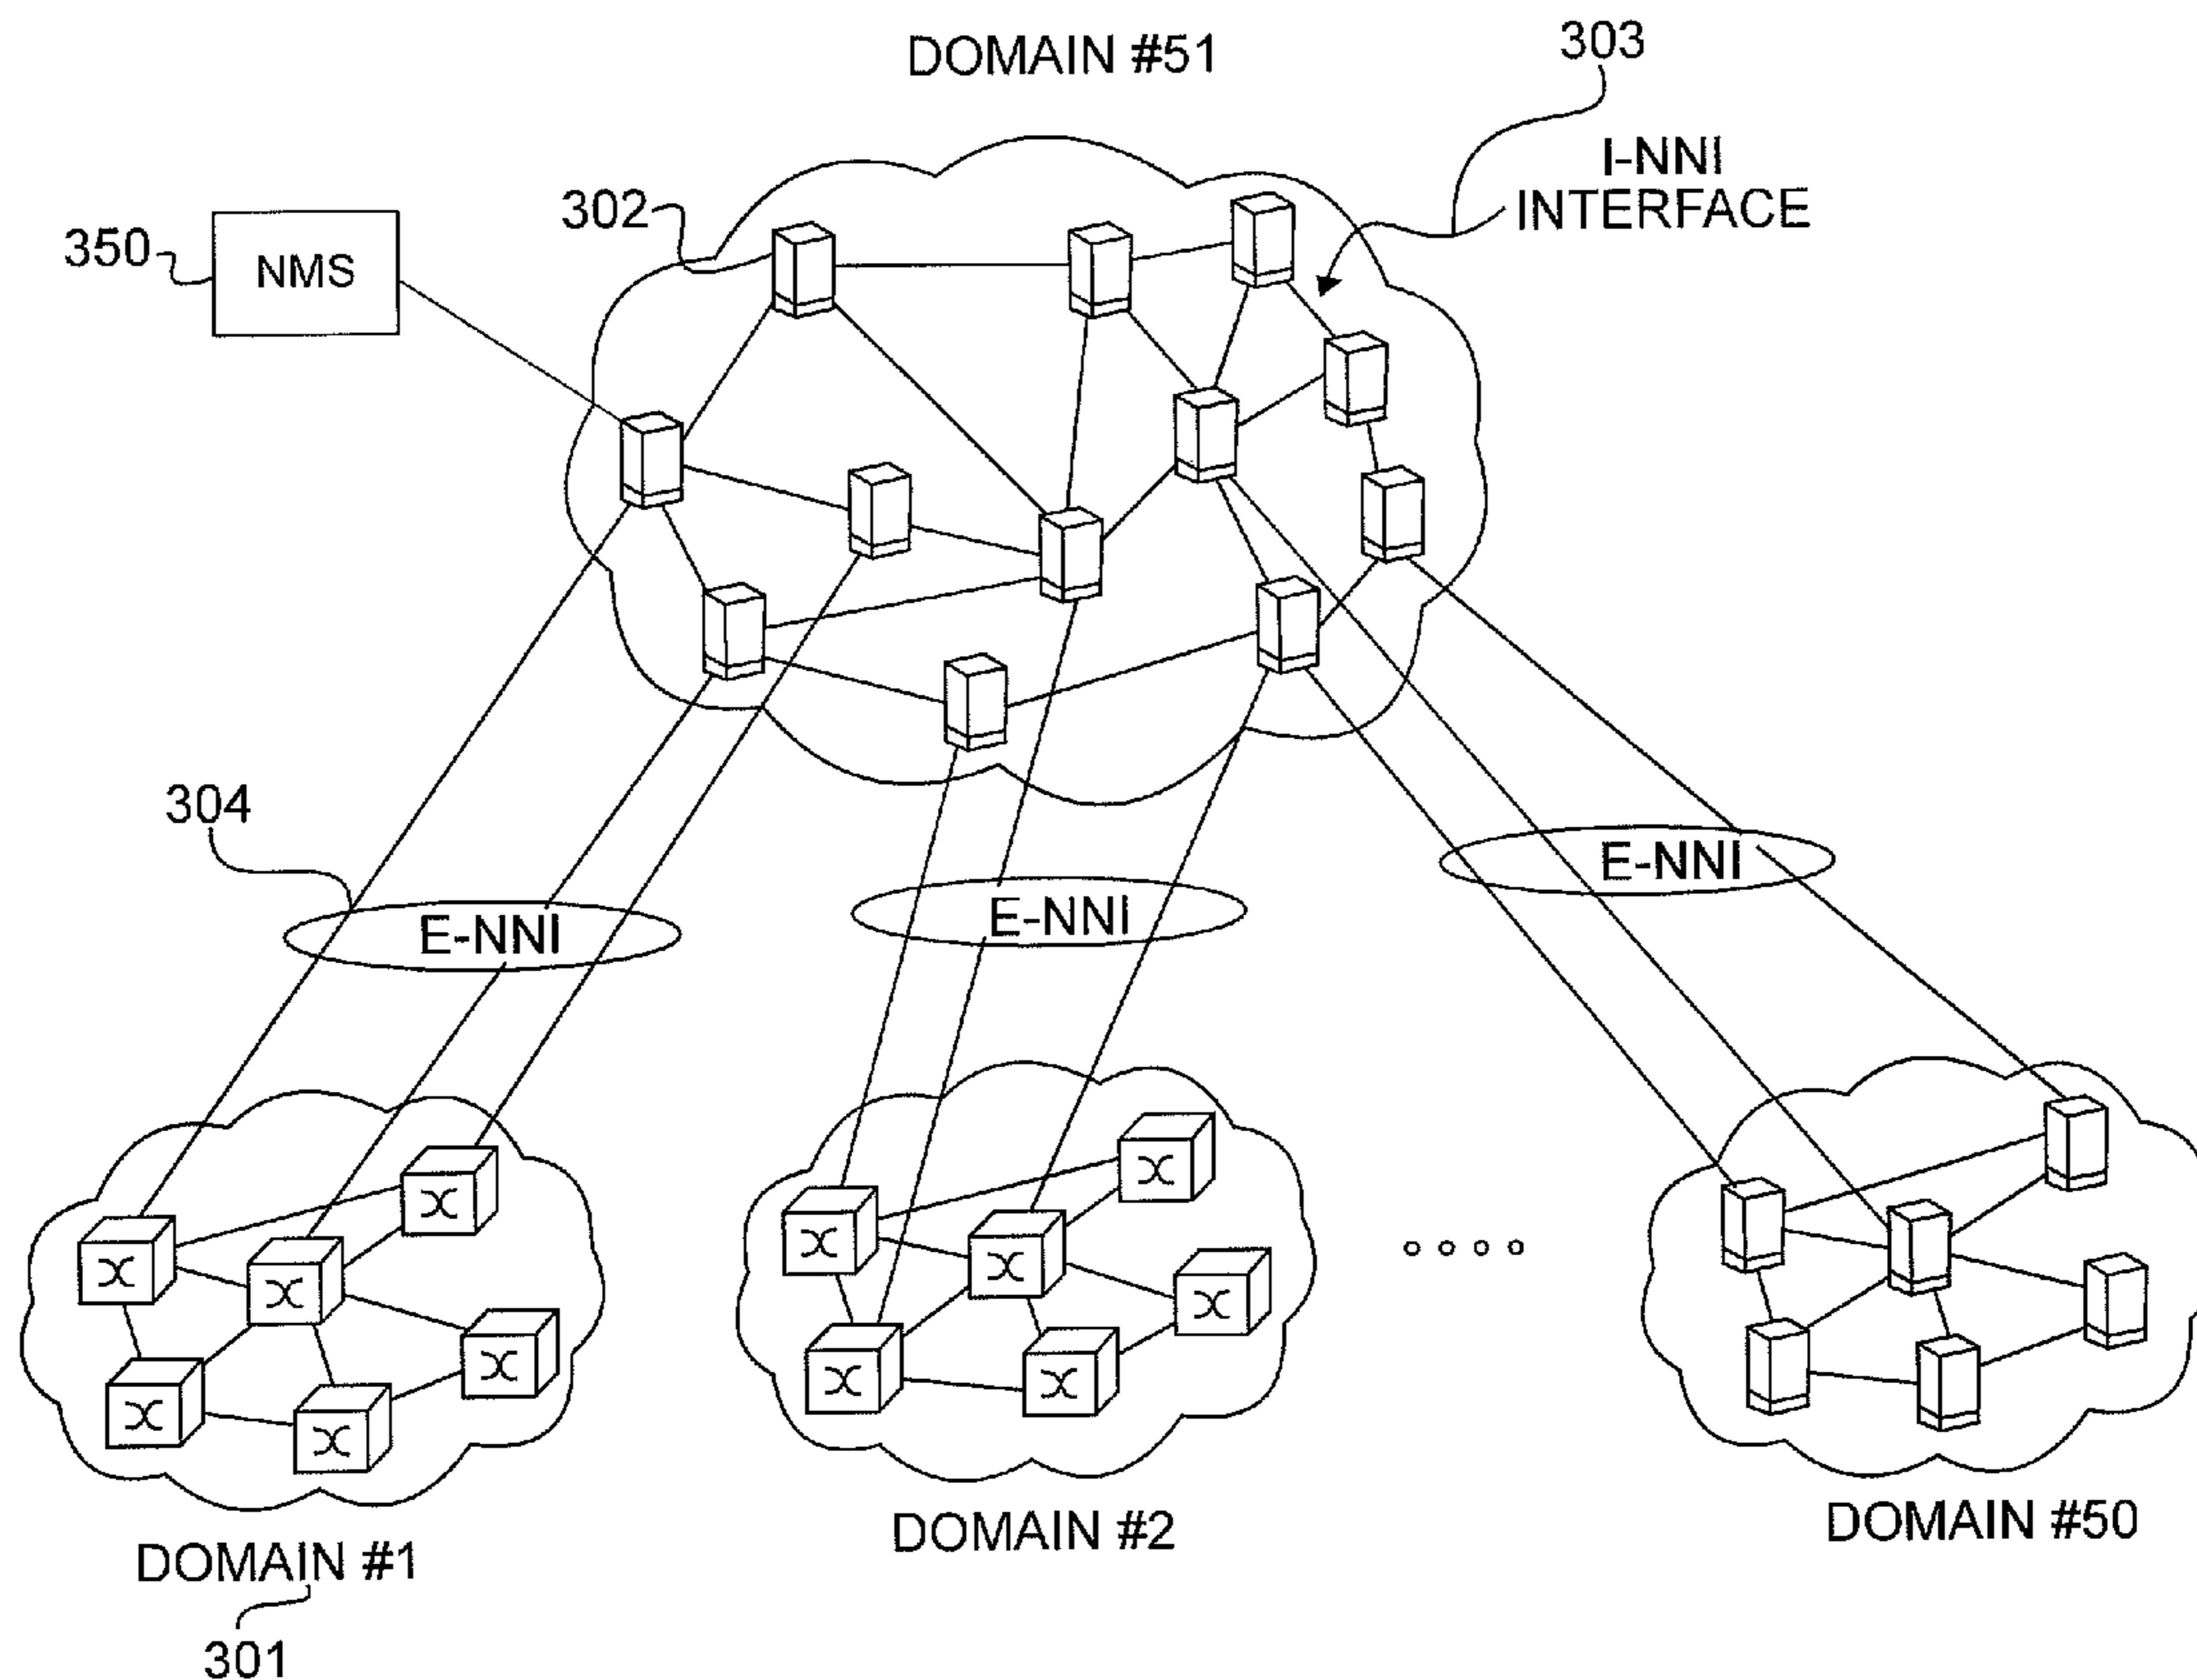 DOMAIN #51
303
I-NNI
INTERFACE
302
350
NMS
304
E-NNI
E-NNI
E-NNI
DOMAIN #1
DOMAIN #2
DOMAIN #50
301